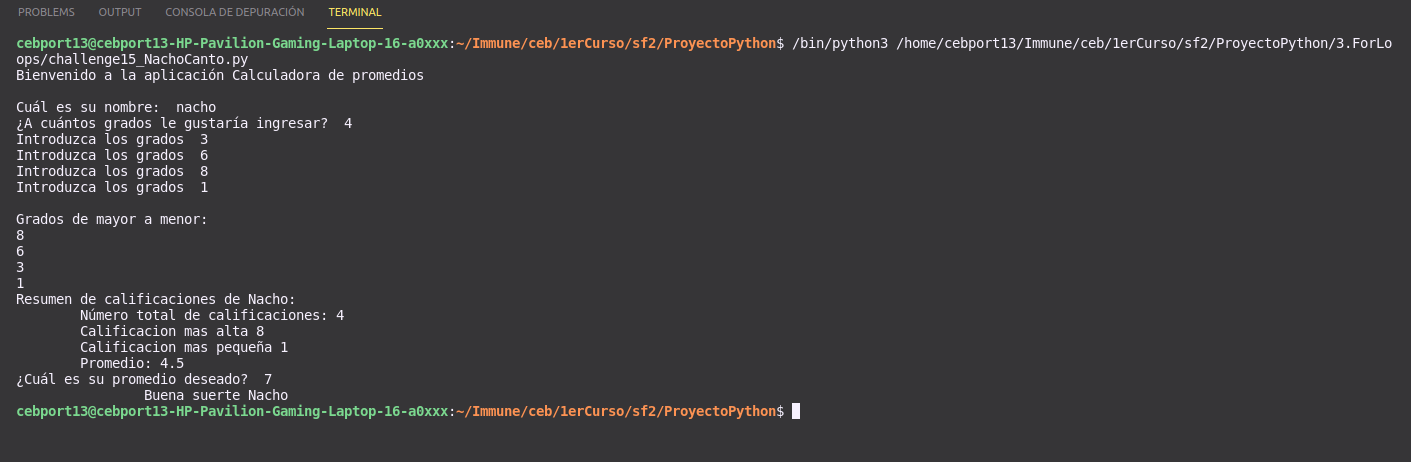 PROBLEMS OUTPUT CONSOLA DE DEPURACIÓN TERMINAL
cebport13@cebport13-HP-Pavilion-Gaming-Laptop-16-a0xxx:~/Immune/ceb/1erCurso/sf2/ProyectoPython$ /bin/python3 /home/cebport13/Immune/ceb/1erCurso/sf2/ProyectoPython/3.ForLo
ops/challenge15_NachoCanto.py
Bienvenido a la aplicación Calculadora de promedios
Cuál es su nombre:  nacho
¿A cuántos grados le gustaría ingresar?  4
Introduzca los grados  3
Introduzca los grados  6
Introduzca los grados  8
Introduzca los grados  1
Grados de mayor a menor:
8
6
3
1
Resumen de calificaciones de Nacho:
        Número total de calificaciones: 4
        Calificacion mas alta 8
        Calificacion mas pequeña 1
        Promedio: 4.5
¿Cuál es su promedio deseado?  7
                Buena suerte Nacho
cebport13@cebport13-HP-Pavilion-Gaming-Laptop-16-a0xxx:~/Immune/ceb/1erCurso/sf2/ProyectoPython$